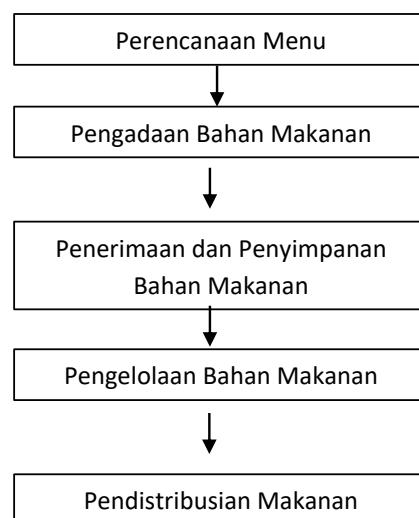 Perencanaan Menu
Pengadaan Bahan Makanan
Penerimaan dan Penyimpanan
Bahan Makanan
Pengelolaan Bahan Makanan
Pendistribusian Makanan